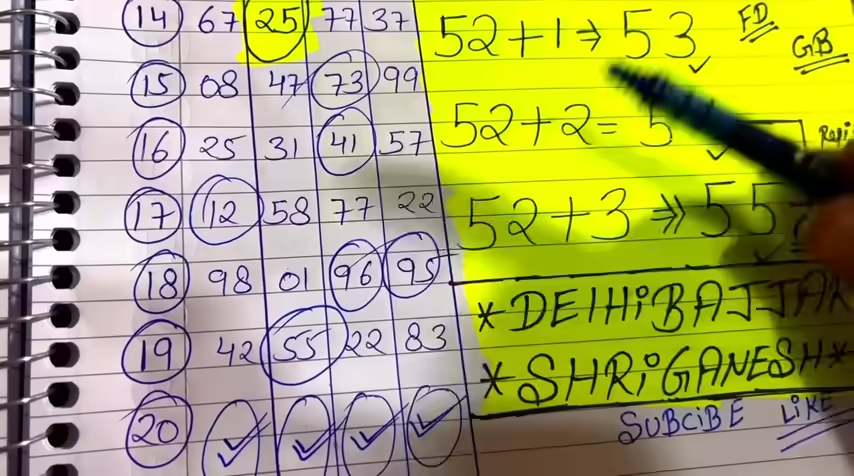 14 67 25 77 37
15 08 47 73 99
16 25 31 41 57
17 12 58 77 22
18 98 01 96 95
19 42 55 22 83
20
52+1→53
FD
GB
52+2= 5
52+3⇒55
*DElHiBAJJAR
*SHRiGANESH*
SUBCiBE LiKE